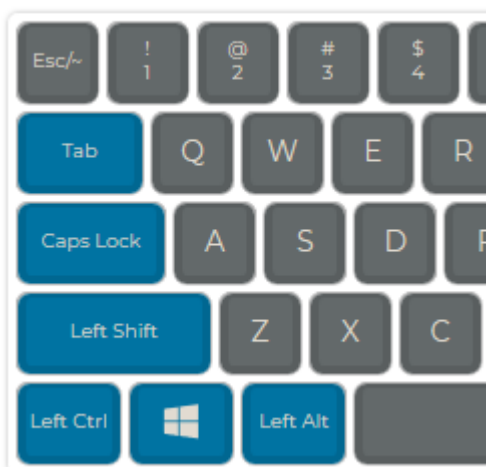 Esc/~ ! @ # $
1 2 3 4
Tab Q W E R
Caps Lock A S D
Left Shift Z X C
Left Ctrl Left Alt